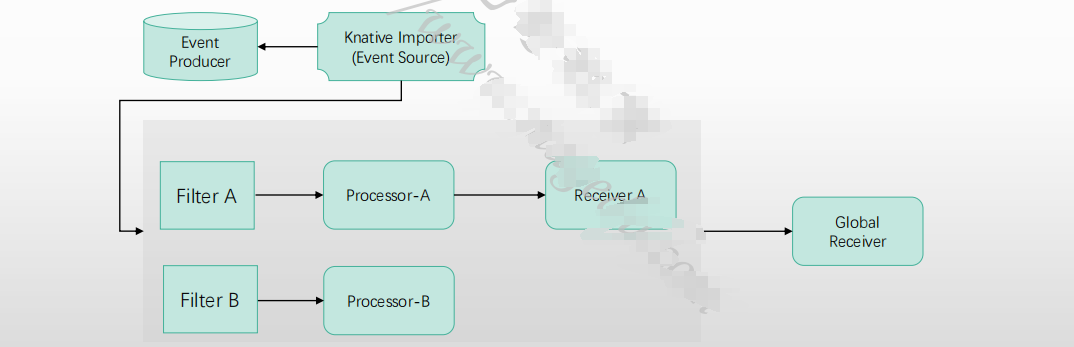 Event
Producer
Knative Importer
(Event Source)
Filter A
Processor-A
Receiver A
Global
Receiver
Filter B
Processor-B